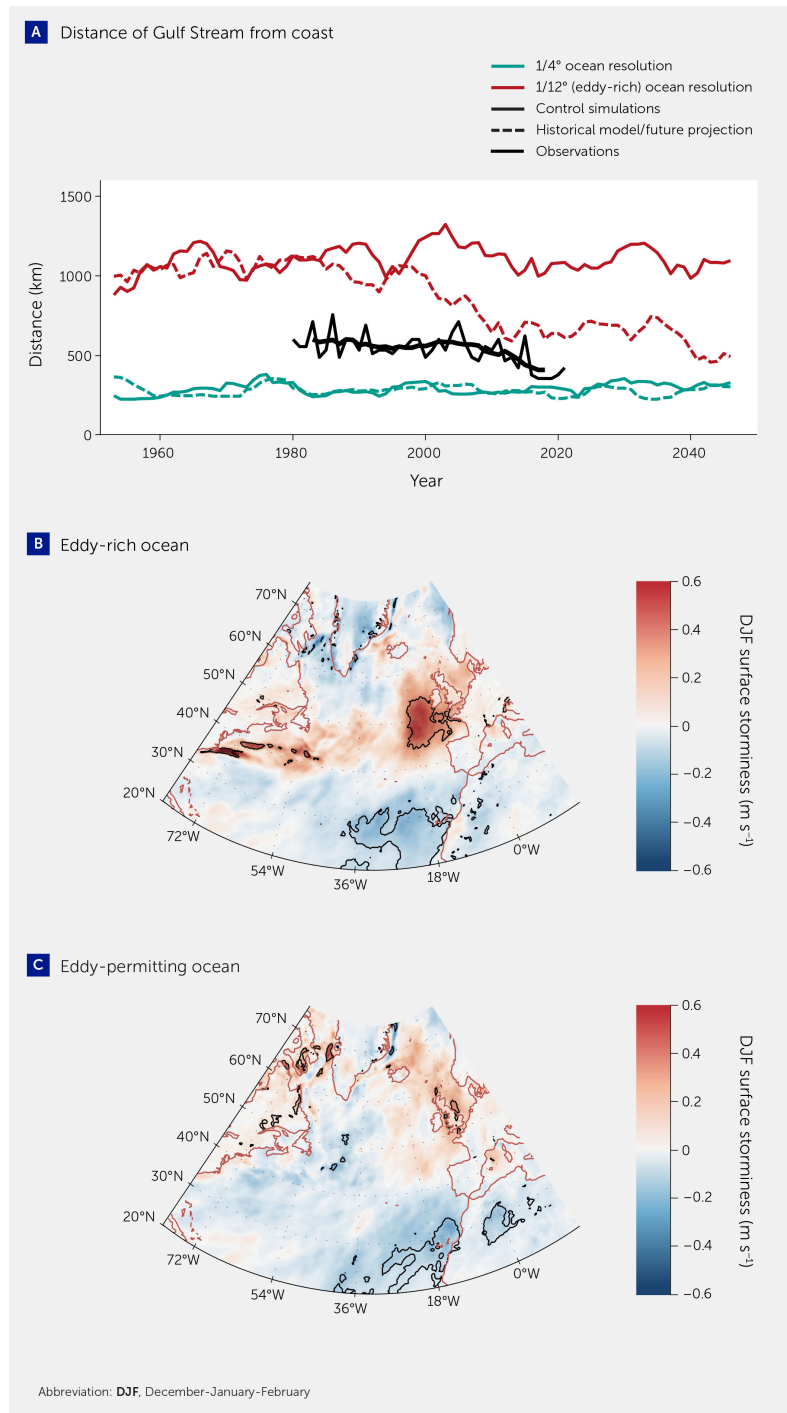 A Distance of Gulf Stream from coast
1/4° ocean resolution
1/12° (eddy-rich) ocean resolution
Control simulations
Historical model/future projection
Observations
Distance (km)
1500
1000
500
0
1960 1980 2000 2020 2040
Year
B Eddy-rich ocean
70°N
60°N
50°N
40°N
30°N
20°N
72°W
54°W
36°W
18°W
0°W
0.6
0.4
0.2
0
−0.2
−0.4
−0.6
DJF surface storminess (m s⁻¹)
C Eddy-permitting ocean
70°N
60°N
50°N
40°N
30°N
20°N
72°W
54°W
36°W
18°W
0°W
0.6
0.4
0.2
0
−0.2
−0.4
−0.6
DJF surface storminess (m s⁻¹)
Abbreviation: DJF, December-January-February